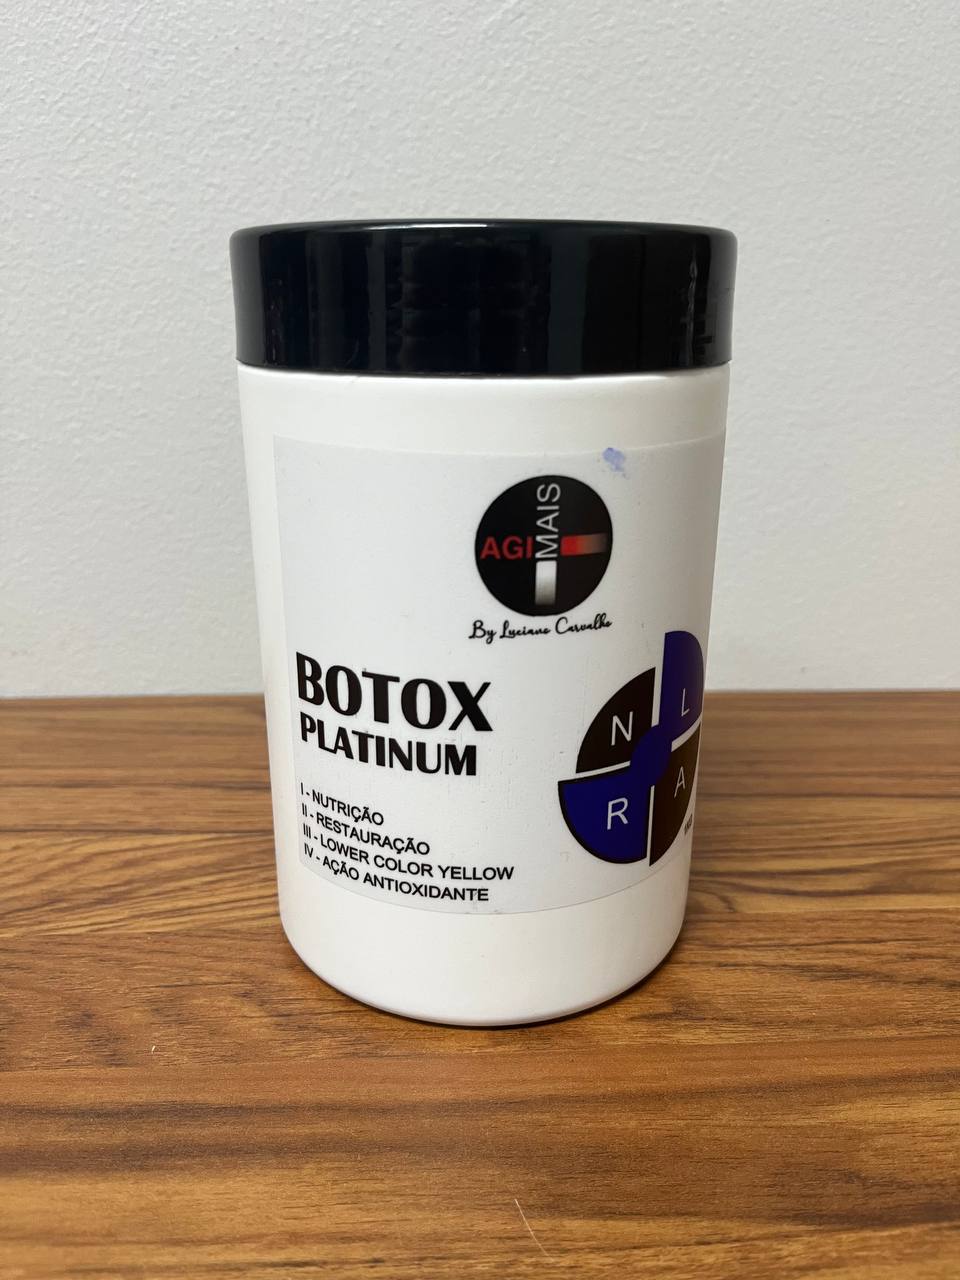 AGI MAIS
By Luciano Carvalho
BOTOX
PLATINUM
I - NUTRIÇÃO
II - RESTAURAÇÃO
III - LOWER COLOR YELLOW
IV - AÇÃO ANTIOXIDANTE
N L
R A